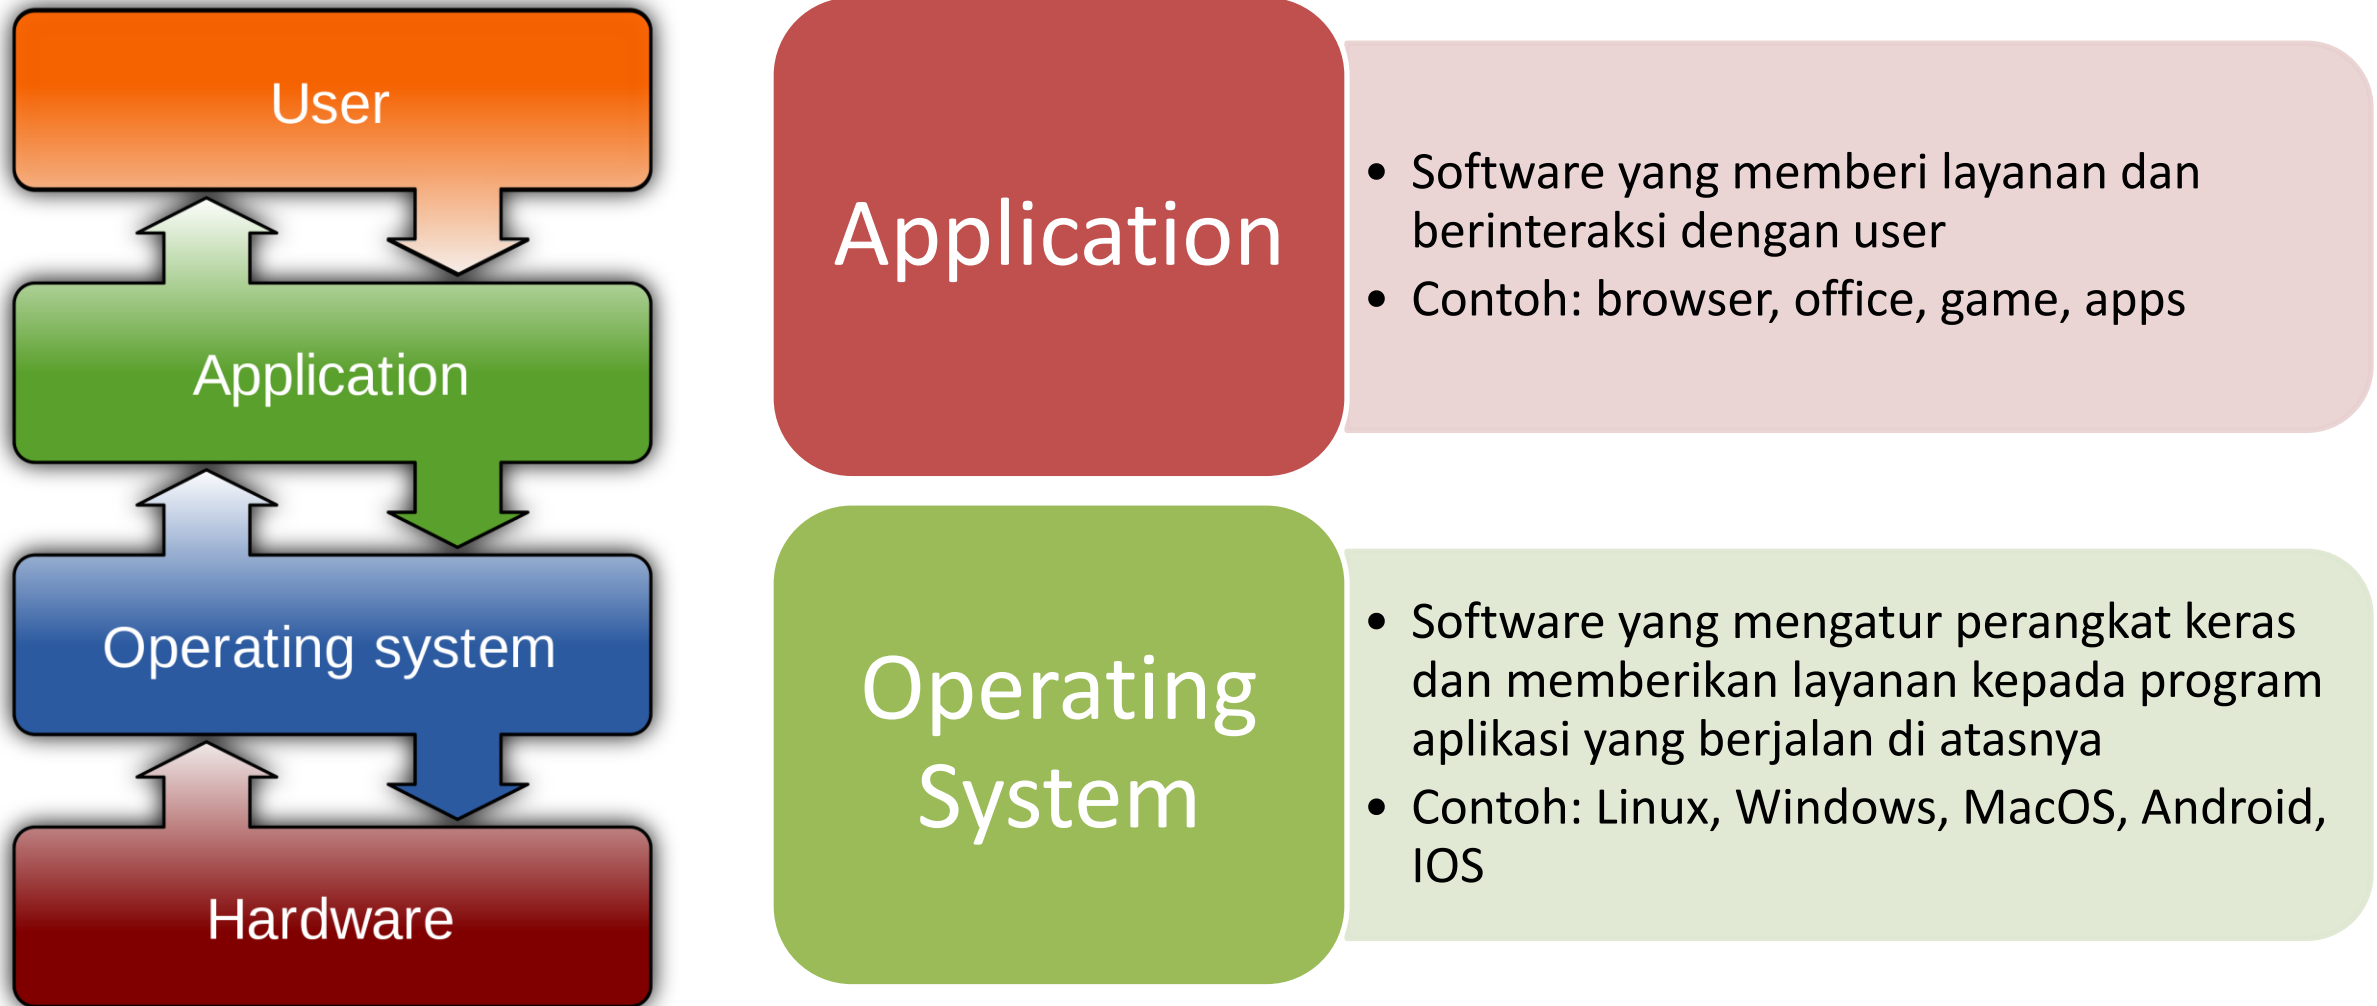 User
Application
Operating system
Hardware
Application
• Software yang memberi layanan dan
berinteraksi dengan user
• Contoh: browser, office, game, apps
Operating
System
• Software yang mengatur perangkat keras
dan memberikan layanan kepada program
aplikasi yang berjalan di atasnya
• Contoh: Linux, Windows, MacOS, Android,
IOS